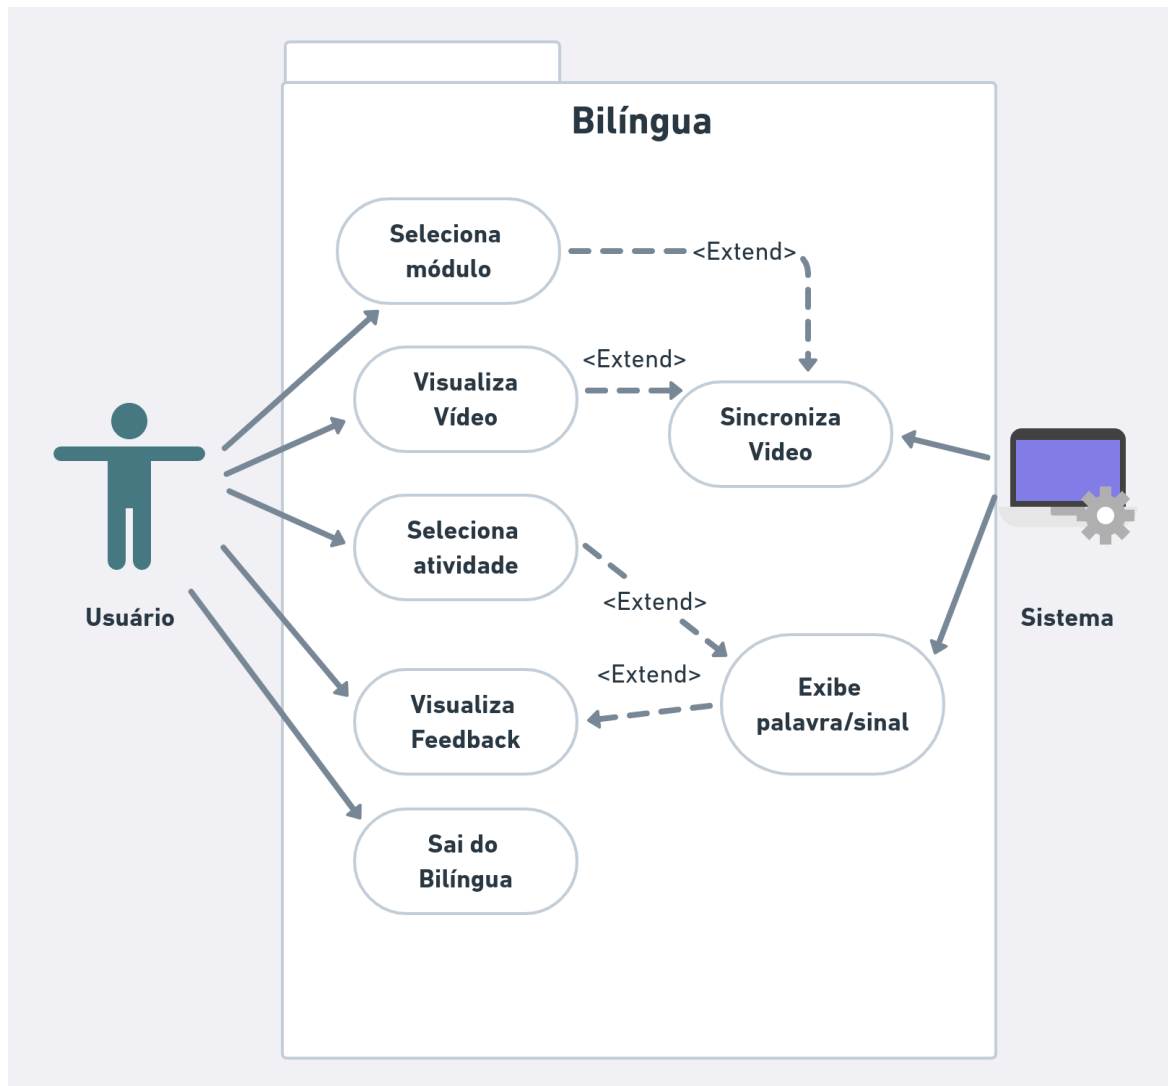 Bilíngua
Seleciona
módulo
<Extend>
Visualiza
Vídeo
<Extend>
Sincroniza
Video
Seleciona
atividade
<Extend>
Usuário
Sistema
<Extend>
Visualiza
Feedback
Exibe
palavra/sinal
Sai do
Bilíngua